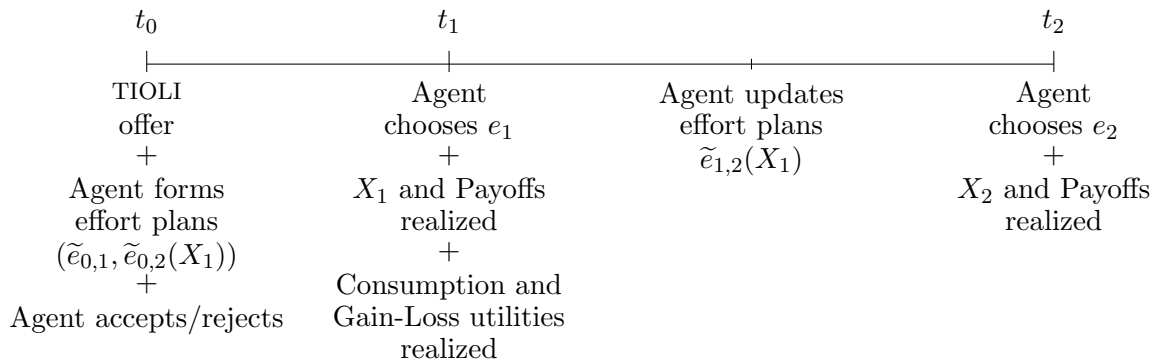 t₀ t₁ t₂
TIOLI
offer
+
Agent forms
effort plans
(ẽ₀,₁, ẽ₀,₂(X₁))
+
Agent accepts/rejects
Agent
chooses e₁
+
X₁ and Payoffs
realized
+
Consumption and
Gain-Loss utilities
realized
Agent updates
effort plans
ẽ₁,₂(X₁)
Agent
chooses e₂
+
X₂ and Payoffs
realized